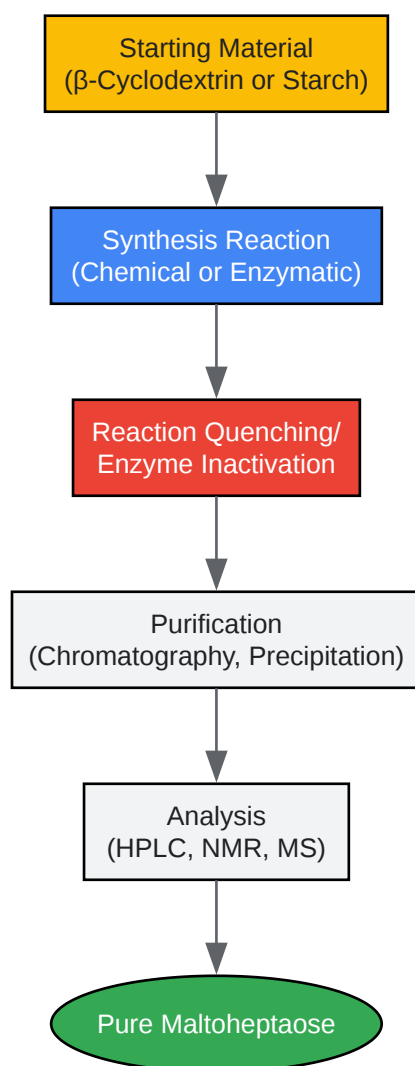 Starting Material
(β-Cyclodextrin or Starch)
Synthesis Reaction
(Chemical or Enzymatic)
Reaction Quenching/
Enzyme Inactivation
Purification
(Chromatography, Precipitation)
Analysis
(HPLC, NMR, MS)
Pure Maltoheptaose